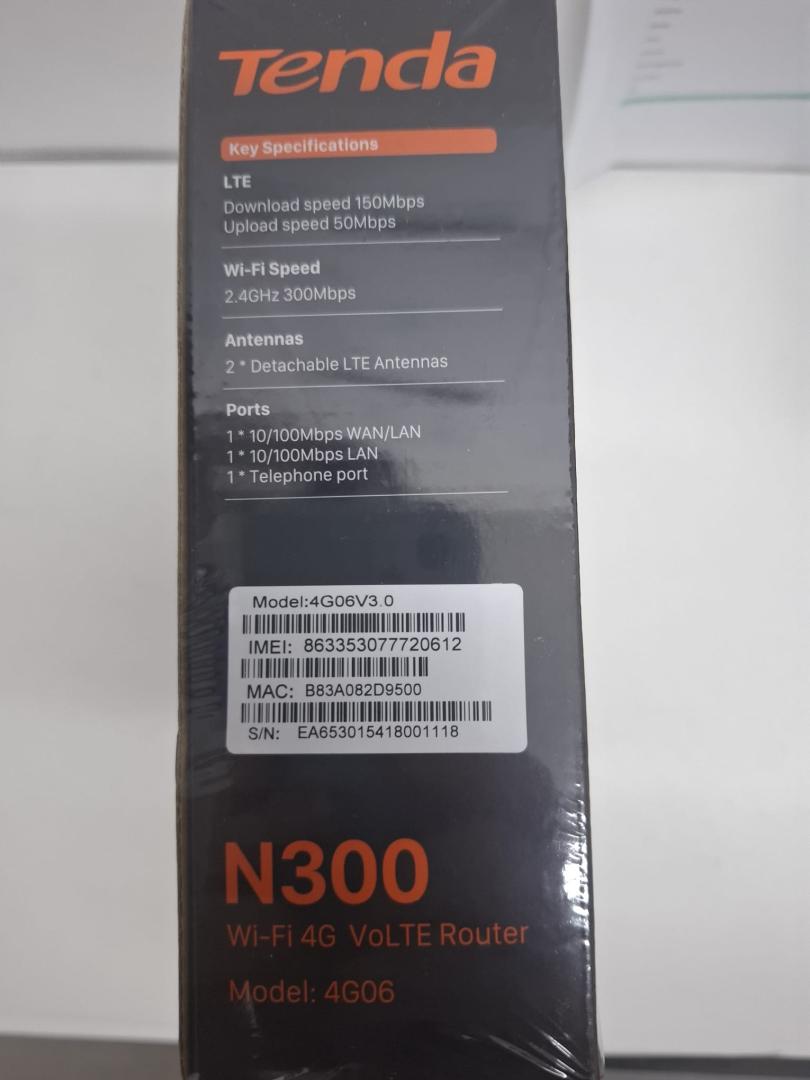 Tenda
Key Specifications
LTE
Download speed 150Mbps
Upload speed 50Mbps
Wi-Fi Speed
2.4GHz 300Mbps
Antennas
2 * Detachable LTE Antennas
Ports
1 * 10/100Mbps WAN/LAN
1 * 10/100Mbps LAN
1 * Telephone port
Model:4G06V3.0
IMEI: 863353077720612
MAC: B83A082D9500
S/N: EA653015418001118
N300
Wi-Fi 4G VoLTE Router
Model: 4G06